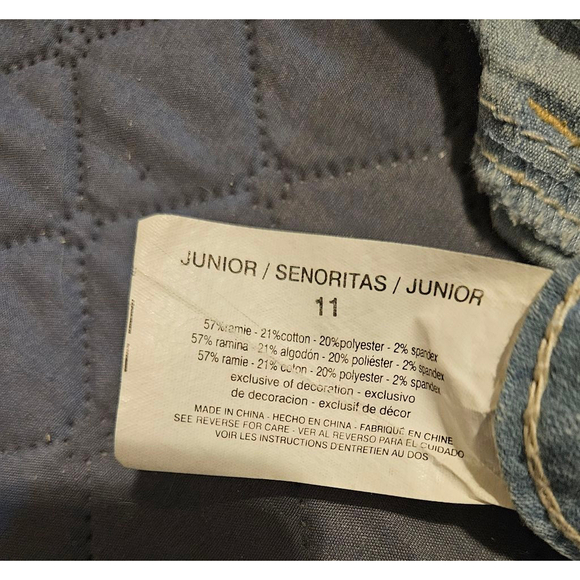 JUNIOR / SENORITAS / JUNIOR
11
57% ramie - 21% cotton - 20% polyester - 2% spandex
57% ramina - 21% algodón - 20% poliéster - 2% spandex
57% ramie - 21% coton - 20% polyester - 2% spandex
exclusive of decoration - exclusivo
de decoracion - exclusif de décor
MADE IN CHINA - HECHO EN CHINA - FABRIQUE EN CHINE
SEE REVERSE FOR CARE - VER AL REVERSO PARA EL CUIDADO
VOIR LES INSTRUCTIONS D'ENTRETIEN AU DOS